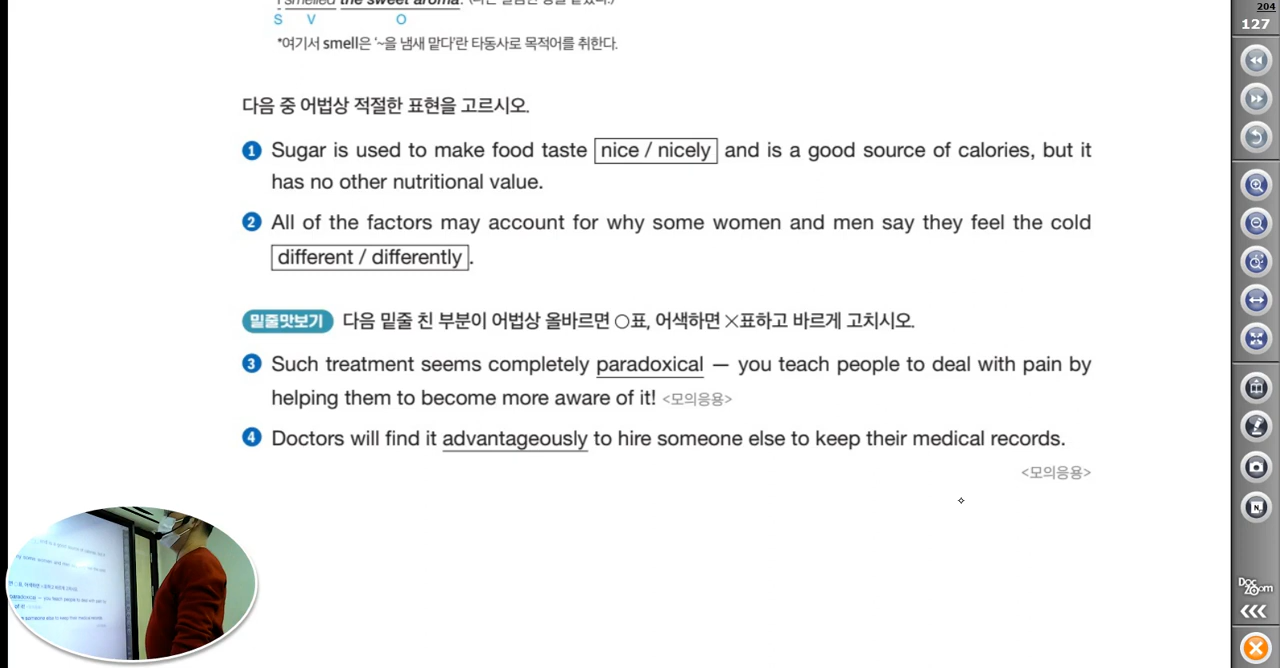 smelled the sweet aroma.
S V O
*여기서 smell은 '~을 냄새 맡다'란 타동사로 목적어를 취한다.
다음 중 어법상 적절한 표현을 고르시오.
1 Sugar is used to make food taste nice / nicely and is a good source of calories, but it
has no other nutritional value.
2 All of the factors may account for why some women and men say they feel the cold
different / differently.
밑줄맛보기 다음 밑줄 친 부분이 어법상 올바르면 ○표, 어색하면 ×표하고 바르게 고치시오.
3 Such treatment seems completely paradoxical — you teach people to deal with pain by
helping them to become more aware of it! <모의응용>
4 Doctors will find it advantageously to hire someone else to keep their medical records.
<모의응용>
204
127
Doc
Zoom